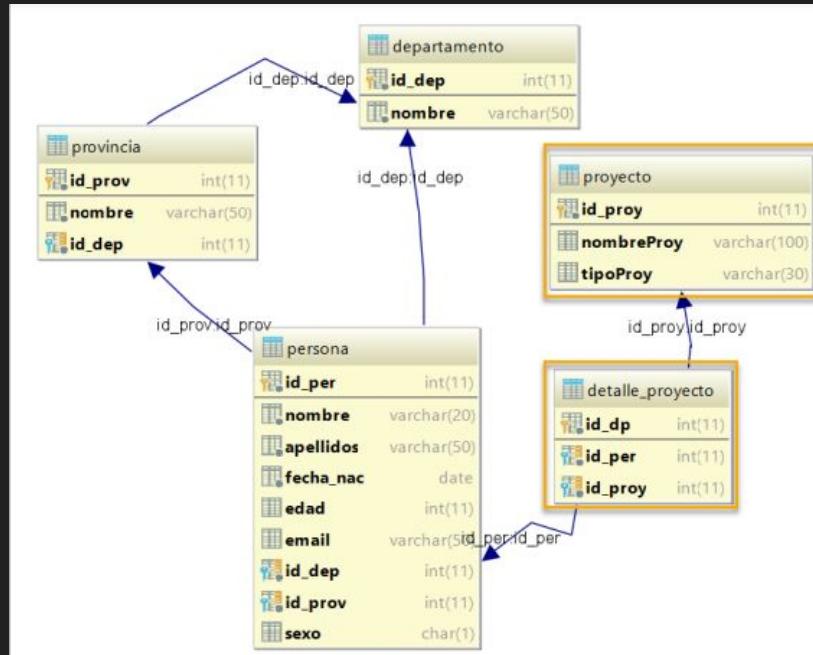 departamento
id_dep int(11)
nombre varchar(50)
id_dep:id_dep
provincia
id_prov int(11)
nombre varchar(50)
id_dep int(11)
id_dep:id_dep
proyecto
id_proy int(11)
nombreProy varchar(100)
tipoProy varchar(30)
id_prov:id_prov
id_proy:id_proy
persona
id_per int(11)
nombre varchar(20)
apellidos varchar(50)
fecha_nac date
edad int(11)
email varchar(50)
id_dep int(11)
id_prov int(11)
sexo char(1)
detalle_proyecto
id_dp int(11)
id_per int(11)
id_proy int(11)
id_per:id_per